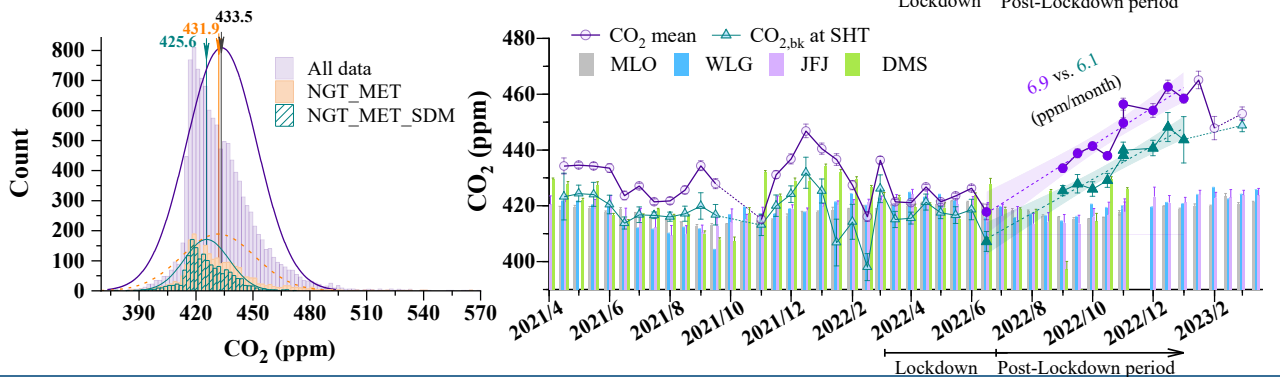 Lockdown Post-Lockdown period
433.5
431.9
425.6
800
700
600
500
400
300
200
100
0
Count
All data
NGT_MET
NGT_MET_SDM
390 420 450 480 510 540 570
CO2 (ppm)
480
460
440
420
400
CO2 (ppm)
CO2 mean CO2,bk at SHT
MLO WLG JFJ DMS
6.9 vs. 6.1
(ppm/month)
2021/4 2021/6 2021/8 2021/10 2021/12 2022/2 2022/4 2022/6 2022/8 2022/10 2022/12 2023/2
Lockdown Post-Lockdown period